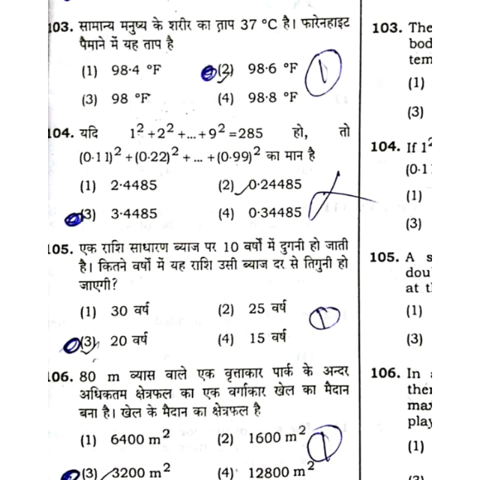 103. सामान्य मनुष्य के शरीर का ताप 37 °C है। फारेनहाइट
पैमाने में यह ताप है
(1) 98·4 °F (2) 98·6 °F
(3) 98 °F (4) 98·8 °F
104. यदि 1² + 2² + ... + 9² = 285 हो, तो
(0·11)² + (0·22)² + ... + (0·99)² का मान है
(1) 2·4485 (2) 0·24485
(3) 3·4485 (4) 0·34485
105. एक राशि साधारण ब्याज पर 10 वर्षों में दुगनी हो जाती
है। कितने वर्षों में यह राशि उसी ब्याज दर से तिगुनी हो
जाएगी?
(1) 30 वर्ष (2) 25 वर्ष
(3) 20 वर्ष (4) 15 वर्ष
106. 80 m व्यास वाले एक वृत्ताकार पार्क के अन्दर
अधिकतम क्षेत्रफल का एक वर्गाकार खेल का मैदान
बना है। खेल के मैदान का क्षेत्रफल है
(1) 6400 m² (2) 1600 m²
(3) 3200 m² (4) 12800 m²
103. The
bod
tem
(1)
(3)
104. If 1²
(0·1
(1)
(3)
105. A s
dou
at t
(1)
(3)
106. In
the
max
play
(1)